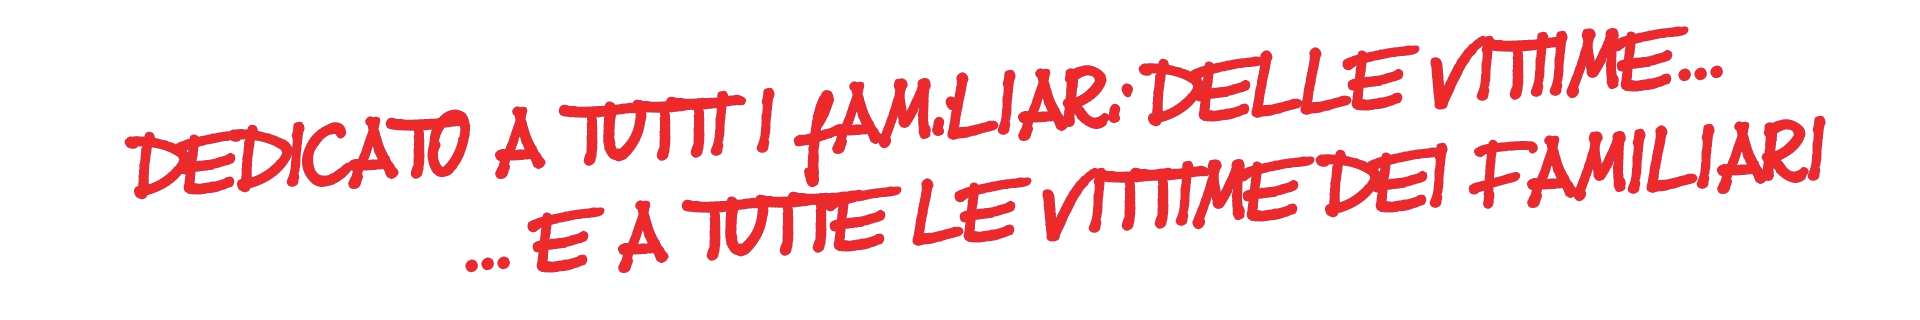 DEDICATO A TUTTI I FAMILIARI DELLE VITTIME...
... E A TUTTE LE VITTIME DEI FAMILIARI